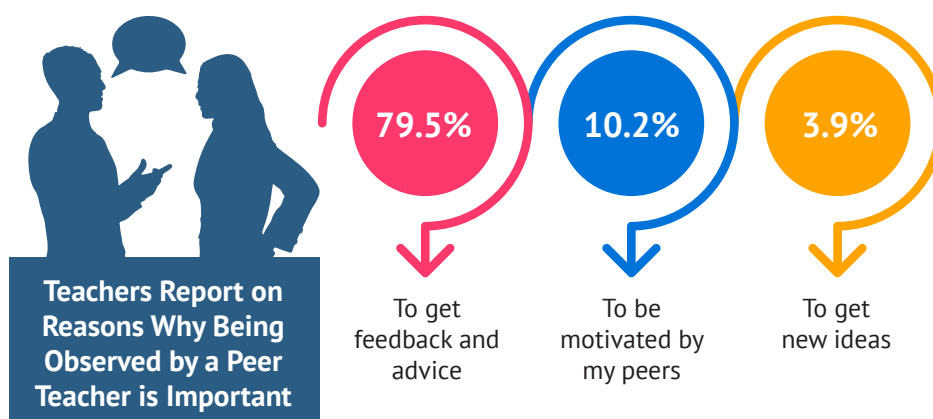 79.5%
10.2%
3.9%
Teachers Report on
Reasons Why Being
Observed by a Peer
Teacher is Important
To get
feedback and
advice
To be
motivated by
my peers
To get
new ideas